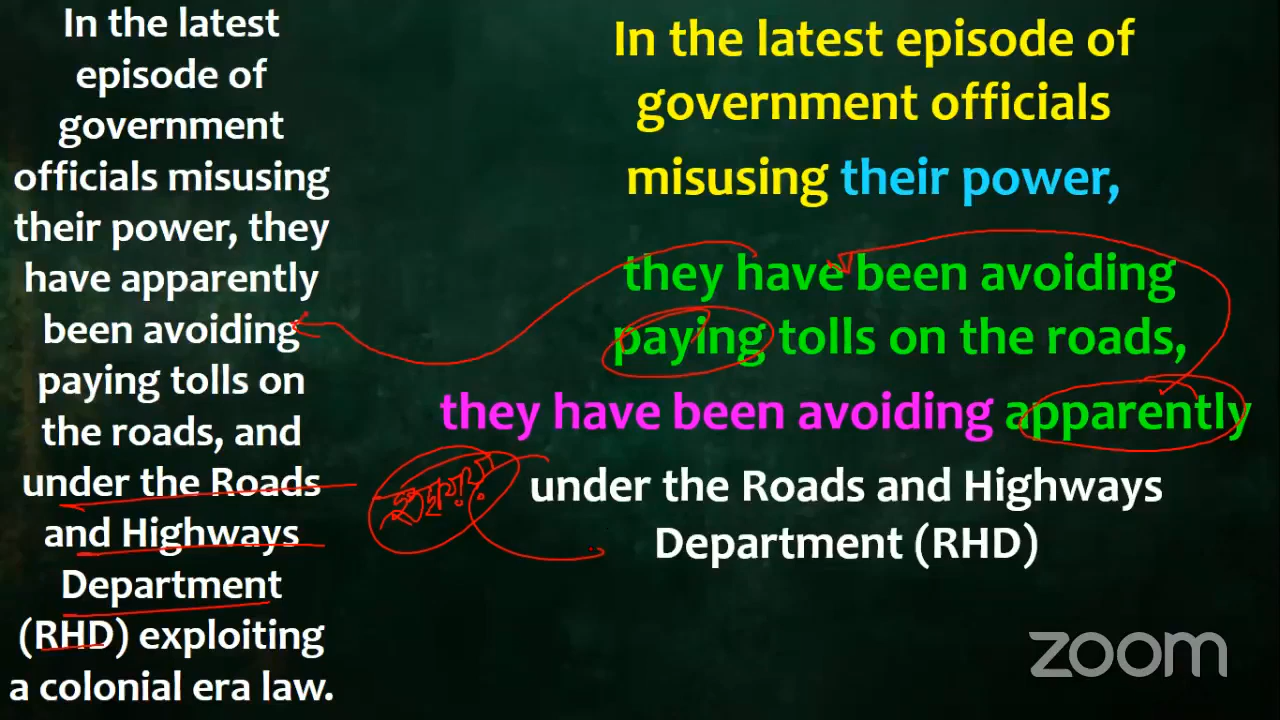 In the latest
episode of
government
officials misusing
their power, they
have apparently
been avoiding
paying tolls on
the roads, and
under the Roads
and Highways
Department
(RHD) exploiting
a colonial era law.
In the latest episode of
government officials
misusing their power,
they have been avoiding
paying tolls on the roads,
they have been avoiding apparently
under the Roads and Highways
Department (RHD)
zoom